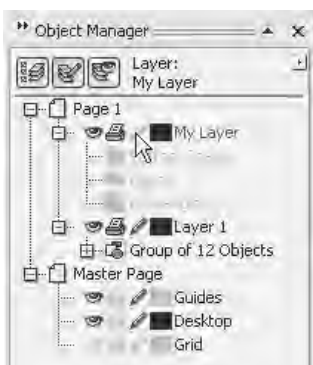 Object Manager
Layer:
My Layer
Page 1
My Layer
Layer 1
Group of 12 Objects
Master Page
Guides
Desktop
Grid